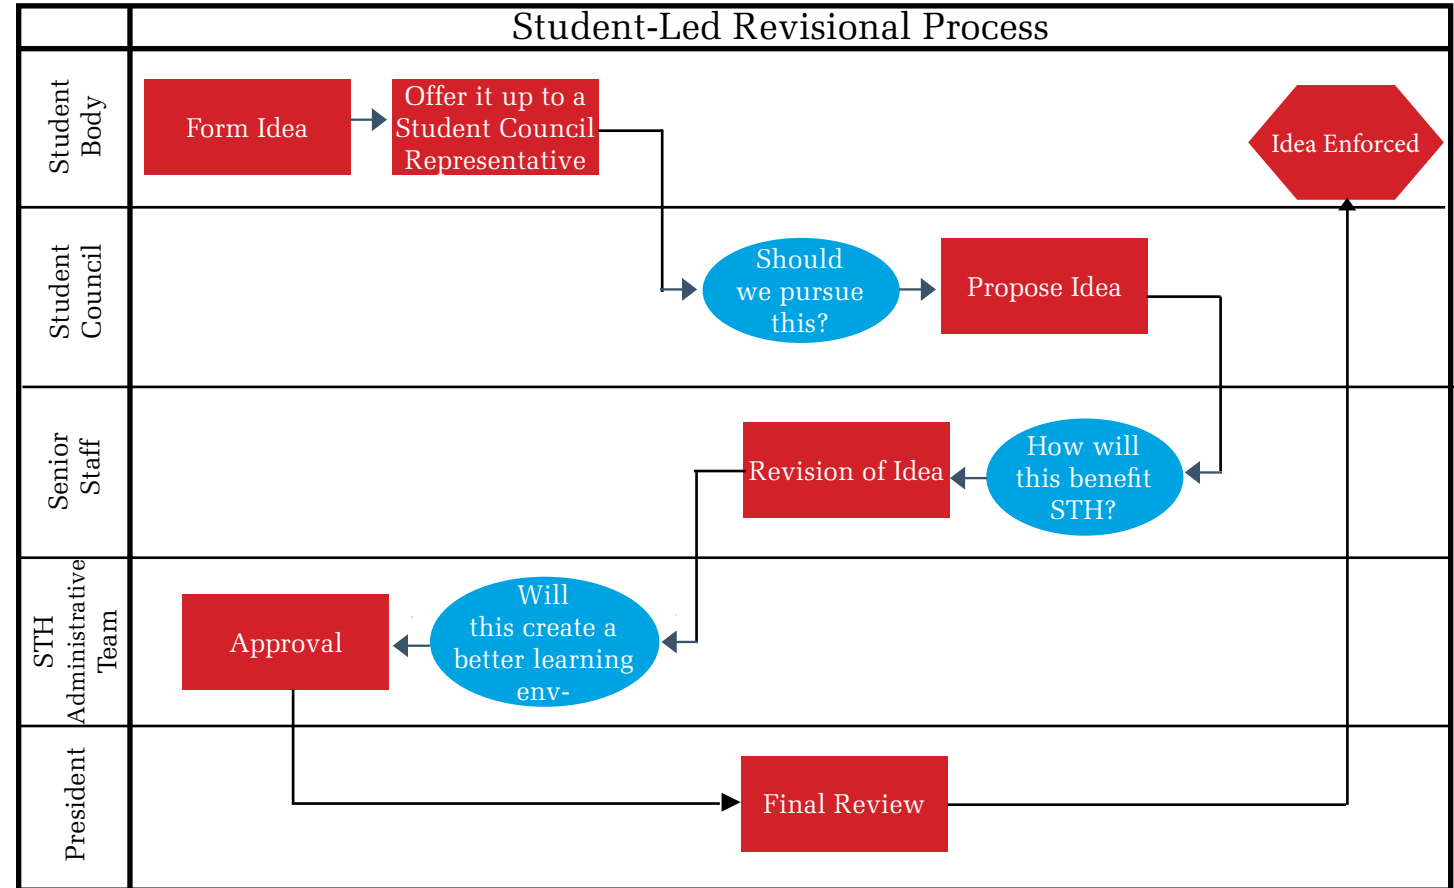 Student-Led Revisional Process
Student
Body
Form Idea
Offer it up to a
Student Council
Representative
Idea Enforced
Student
Council
Should
we pursue
this?
Propose Idea
Senior
Staff
Revision of Idea
How will
this benefit
STH?
STH
Administrative
Team
Approval
Will
this create a
better learning
env-
President
Final Review